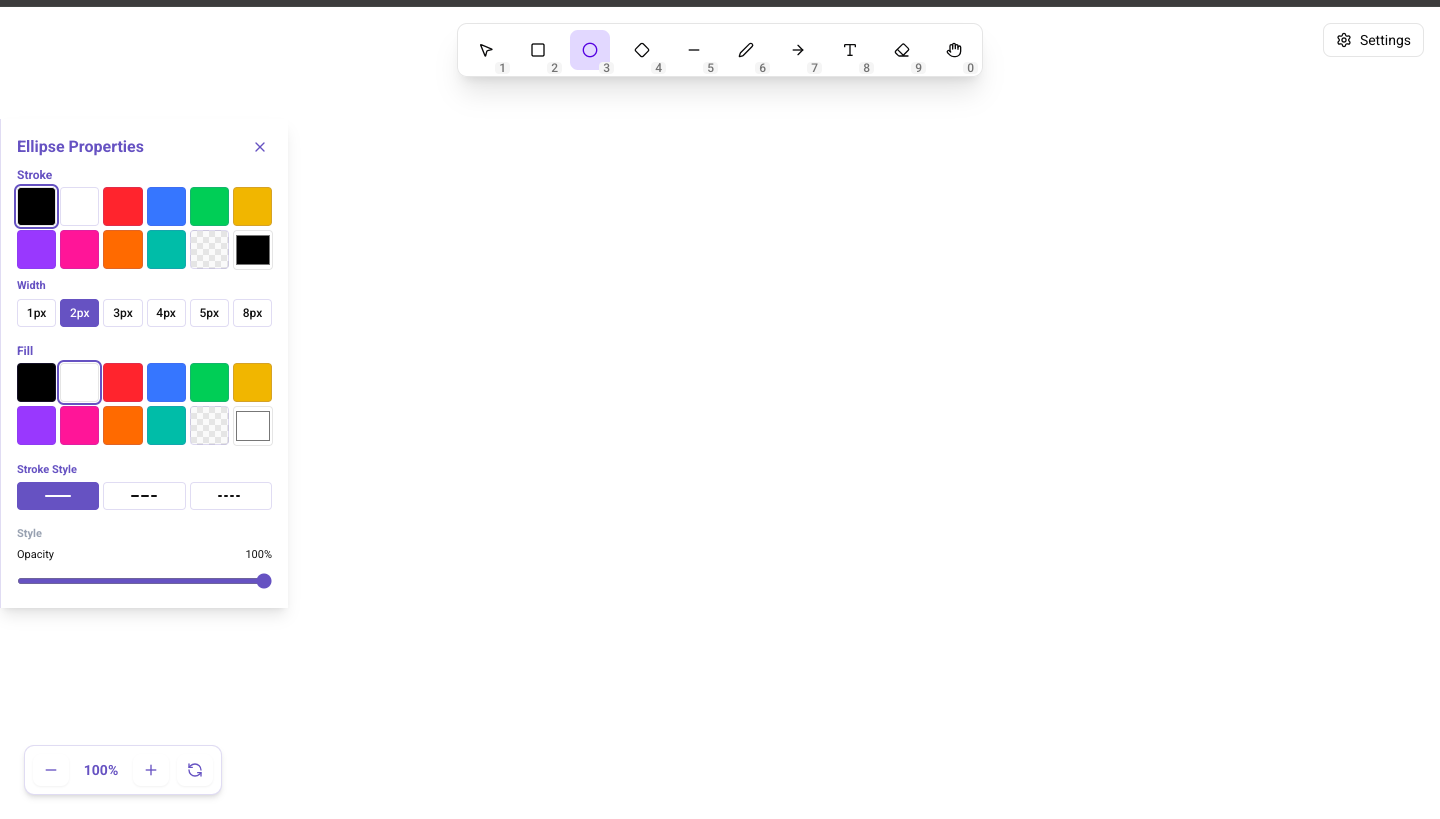 1 2 3 4 5 6 7 8 9 0
Settings
Ellipse Properties
Stroke
Width
1px 2px 3px 4px 5px 8px
Fill
Stroke Style
Style
Opacity 100%
100%